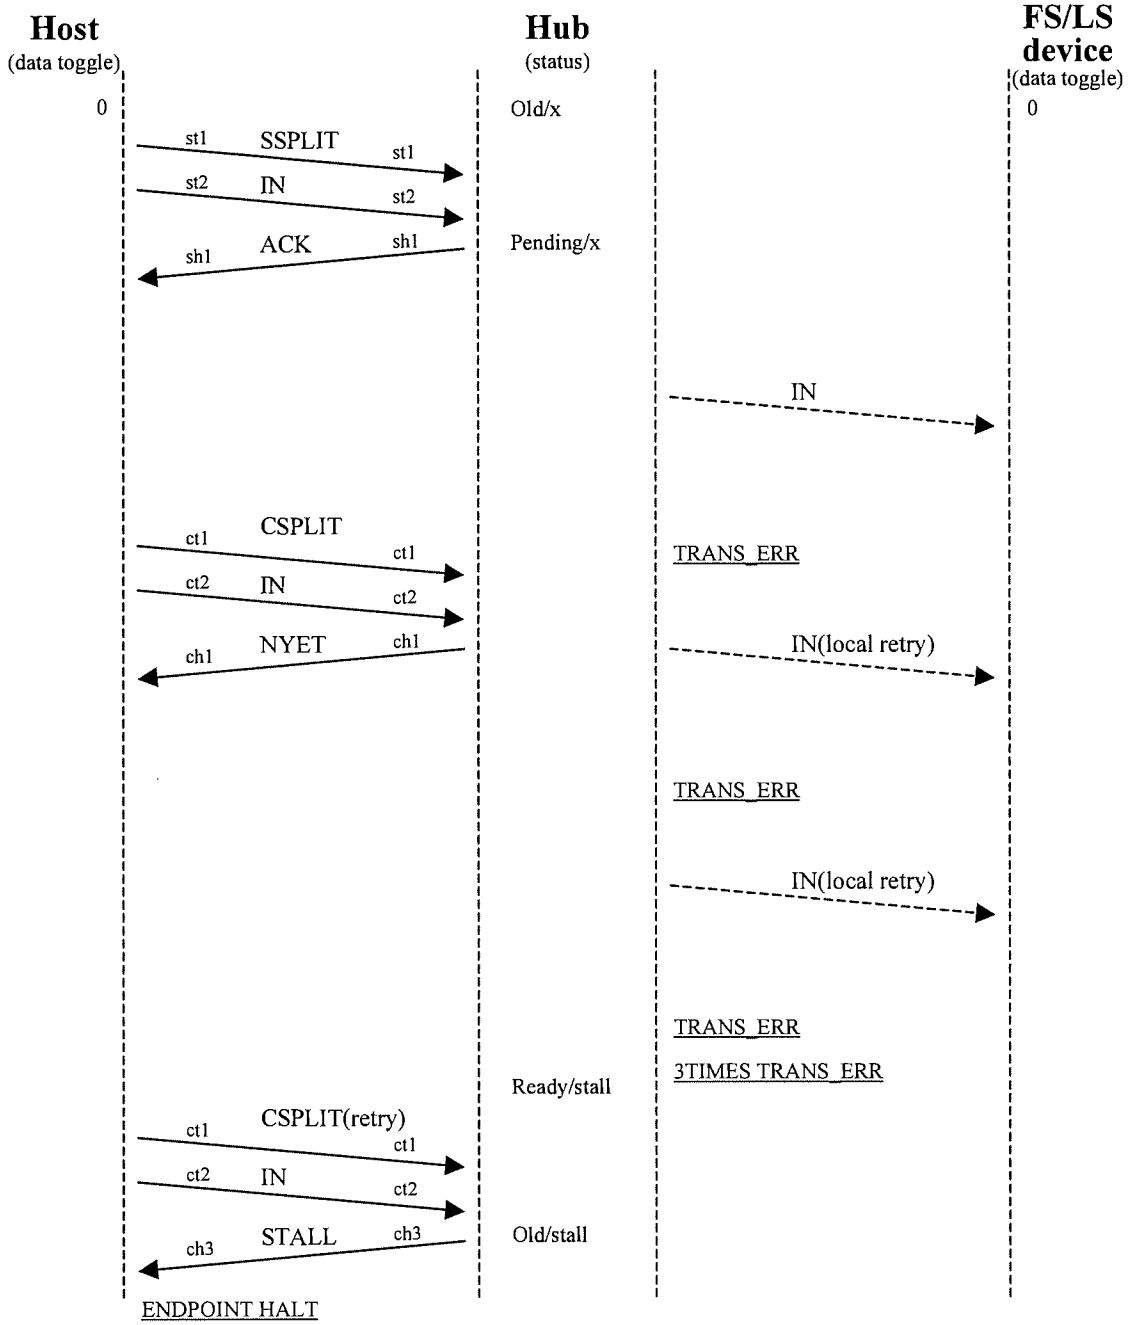 Host
(data toggle)
Hub
(status)
FS/LS
device
(data toggle)
0
Old/x
0
st1 SSPLIT st1
st2 IN st2
ACK
sh1 sh1
Pending/x
IN
CSPLIT
ct1 ct1
TRANS_ERR
ct2 IN ct2
NYET
ch1 ch1
IN(local retry)
TRANS_ERR
IN(local retry)
TRANS_ERR
3TIMES TRANS_ERR
Ready/stall
CSPLIT(retry)
ct1 ct1
ct2 IN ct2
STALL
ch3 ch3
Old/stall
ENDPOINT HALT